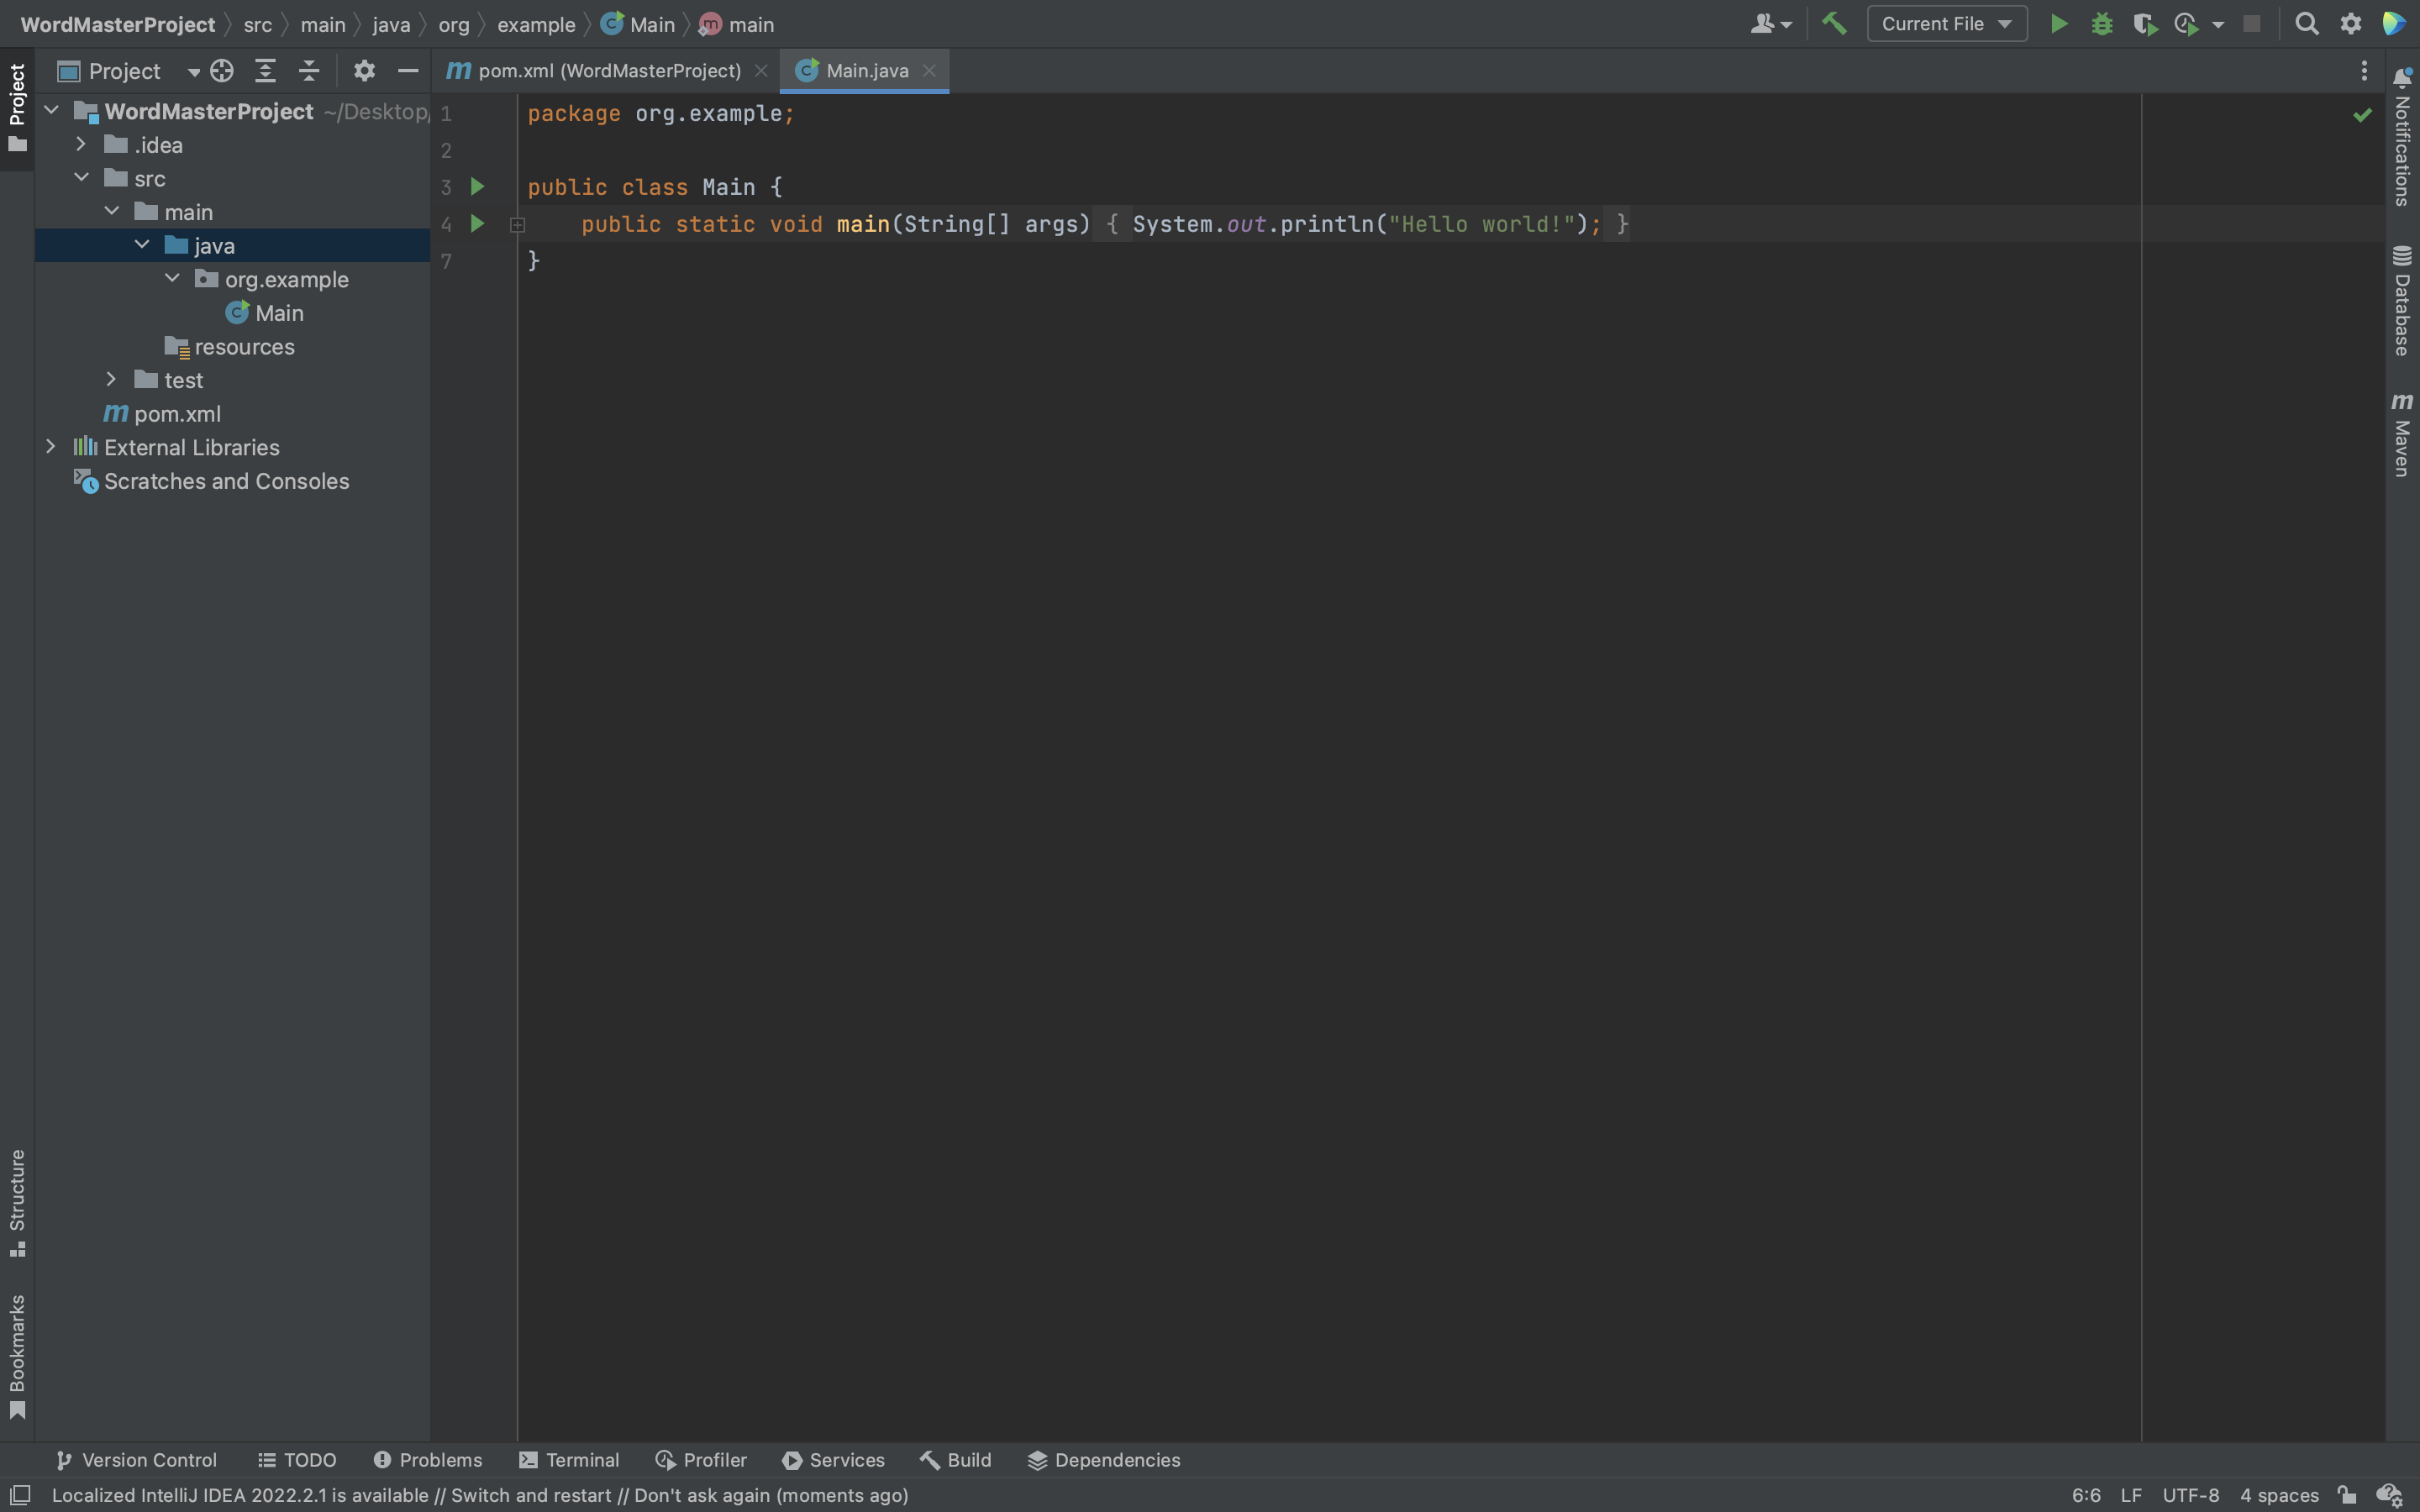 WordMasterProject src main java org example Main main
Current File
Project
pom.xml (WordMasterProject)
Main.java
Project
WordMasterProject ~/Desktop/
.idea
src
main
java
org.example
Main
resources
test
pom.xml
External Libraries
Scratches and Consoles
1 package org.example;
2
3 public class Main {
4 public static void main(String[] args) { System.out.println("Hello world!"); }
7 }
Notifications
Database
Maven
Structure
Bookmarks
Version Control TODO Problems Terminal Profiler Services Build Dependencies
Localized IntelliJ IDEA 2022.2.1 is available // Switch and restart // Don't ask again (moments ago)
6:6 LF UTF-8 4 spaces